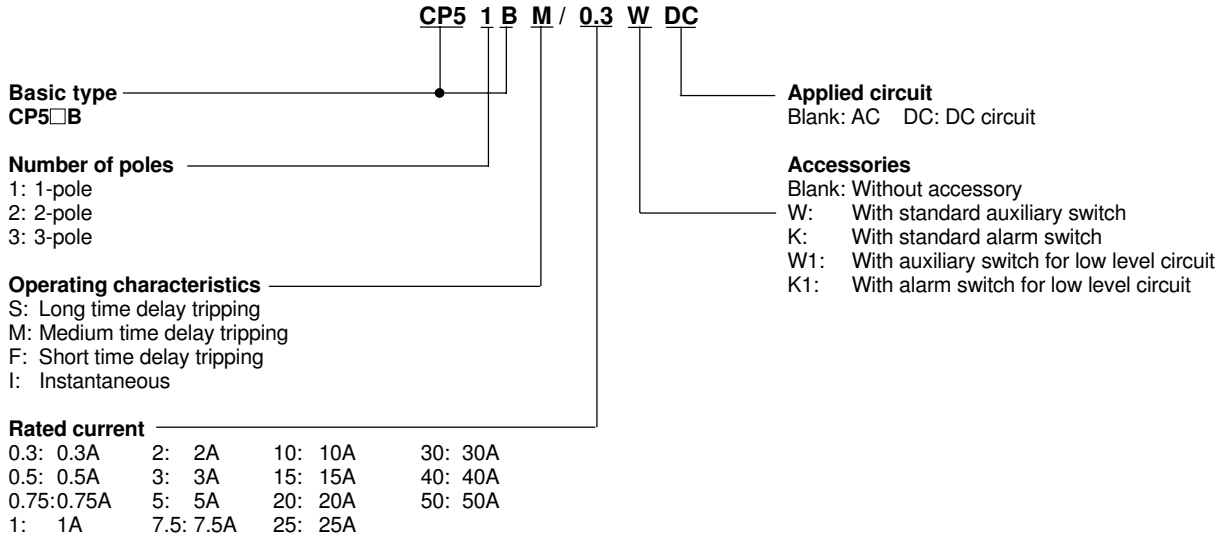 CP5 1 B M / 0.3 W DC
Basic type
CP5□B
Number of poles
1: 1-pole
2: 2-pole
3: 3-pole
Operating characteristics
S: Long time delay tripping
M: Medium time delay tripping
F: Short time delay tripping
I: Instantaneous
Rated current
0.3: 0.3A 2: 2A 10: 10A 30: 30A
0.5: 0.5A 3: 3A 15: 15A 40: 40A
0.75:0.75A 5: 5A 20: 20A 50: 50A
1: 1A 7.5: 7.5A 25: 25A
Applied circuit
Blank: AC DC: DC circuit
Accessories
Blank: Without accessory
W: With standard auxiliary switch
K: With standard alarm switch
W1: With auxiliary switch for low level circuit
K1: With alarm switch for low level circuit